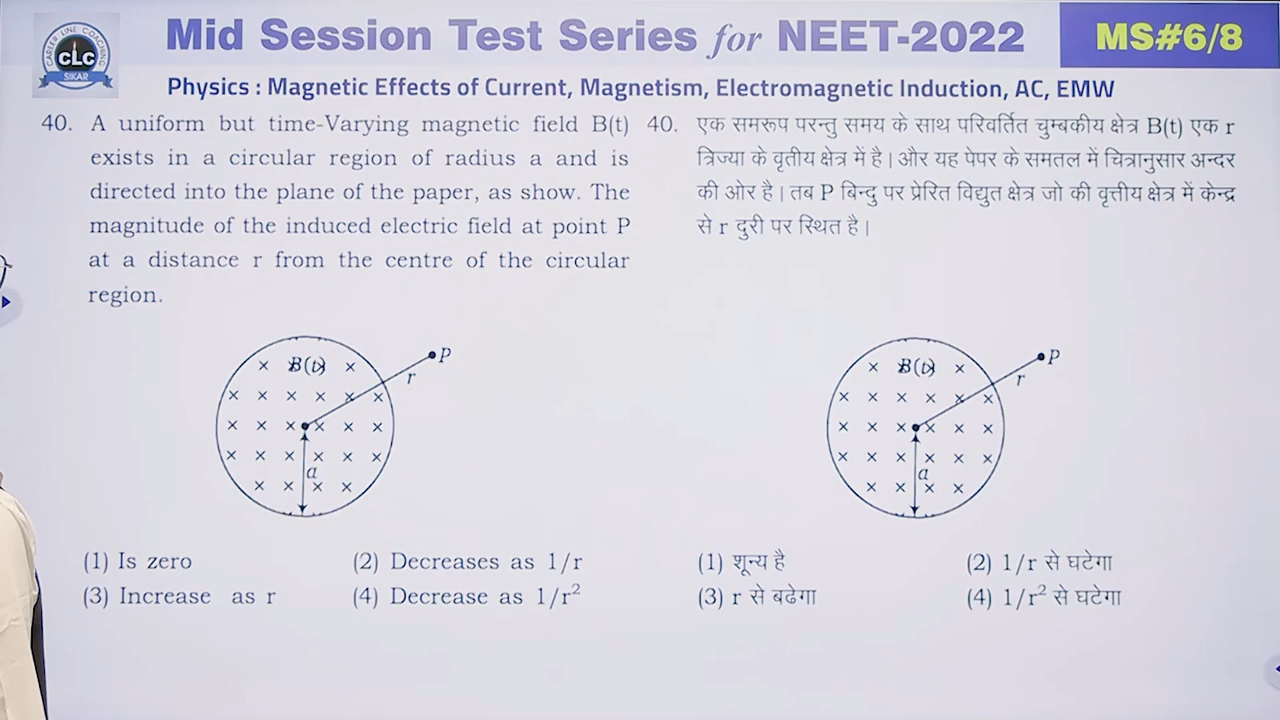 CAREER LINE COACHING
CLC
SIKAR
Mid Session Test Series for NEET-2022
MS#6/8
Physics : Magnetic Effects of Current, Magnetism, Electromagnetic Induction, AC, EMW
40. A uniform but time-Varying magnetic field B(t)
exists in a circular region of radius a and is
directed into the plane of the paper, as show. The
magnitude of the induced electric field at point P
at a distance r from the centre of the circular
region.
B(t)
P
r
a
(1) Is zero
(2) Decreases as 1/r
(3) Increase as r
(4) Decrease as 1/r²
40. एक समरूप परन्तु समय के साथ परिवर्तित चुम्बकीय क्षेत्र B(t) एक r
त्रिज्या के वृतीय क्षेत्र में है। और यह पेपर के समतल में चित्रानुसार अन्दर
की ओर है। तब P बिन्दु पर प्रेरित विद्युत क्षेत्र जो की वृत्तीय क्षेत्र में केन्द्र
से r दुरी पर स्थित है।
B(t)
P
r
a
(1) शून्य है
(2) 1/r से घटेगा
(3) r से बढेगा
(4) 1/r² से घटेगा